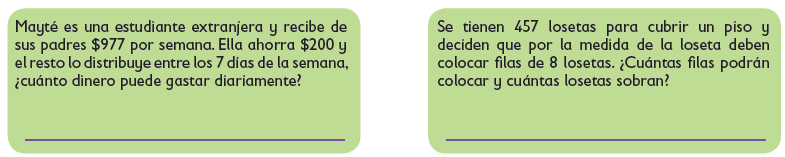 Mayté es una estudiante extranjera y recibe de
sus padres $977 por semana. Ella ahorra $200 y
el resto lo distribuye entre los 7 días de la semana,
¿cuánto dinero puede gastar diariamente?
Se tienen 457 losetas para cubrir un piso y
deciden que por la medida de la loseta deben
colocar filas de 8 losetas. ¿Cuántas filas podrán
colocar y cuántas losetas sobran?